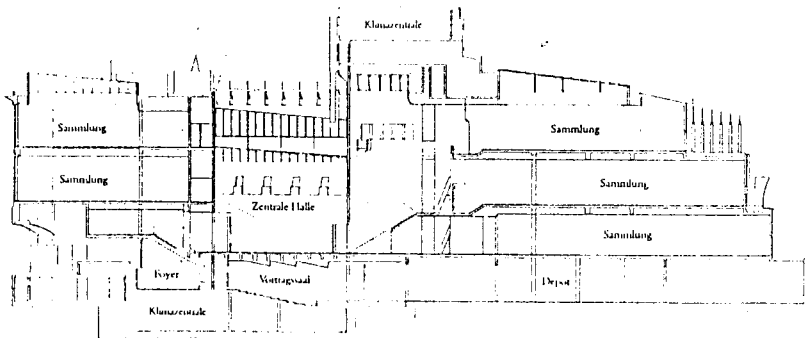 Klimazentrale
Sammlung
Sammlung
Sammlung
Sammlung
Zentrale Halle
Sammlung
Foyer
Vortragssaal
Depot
Klimazentrale